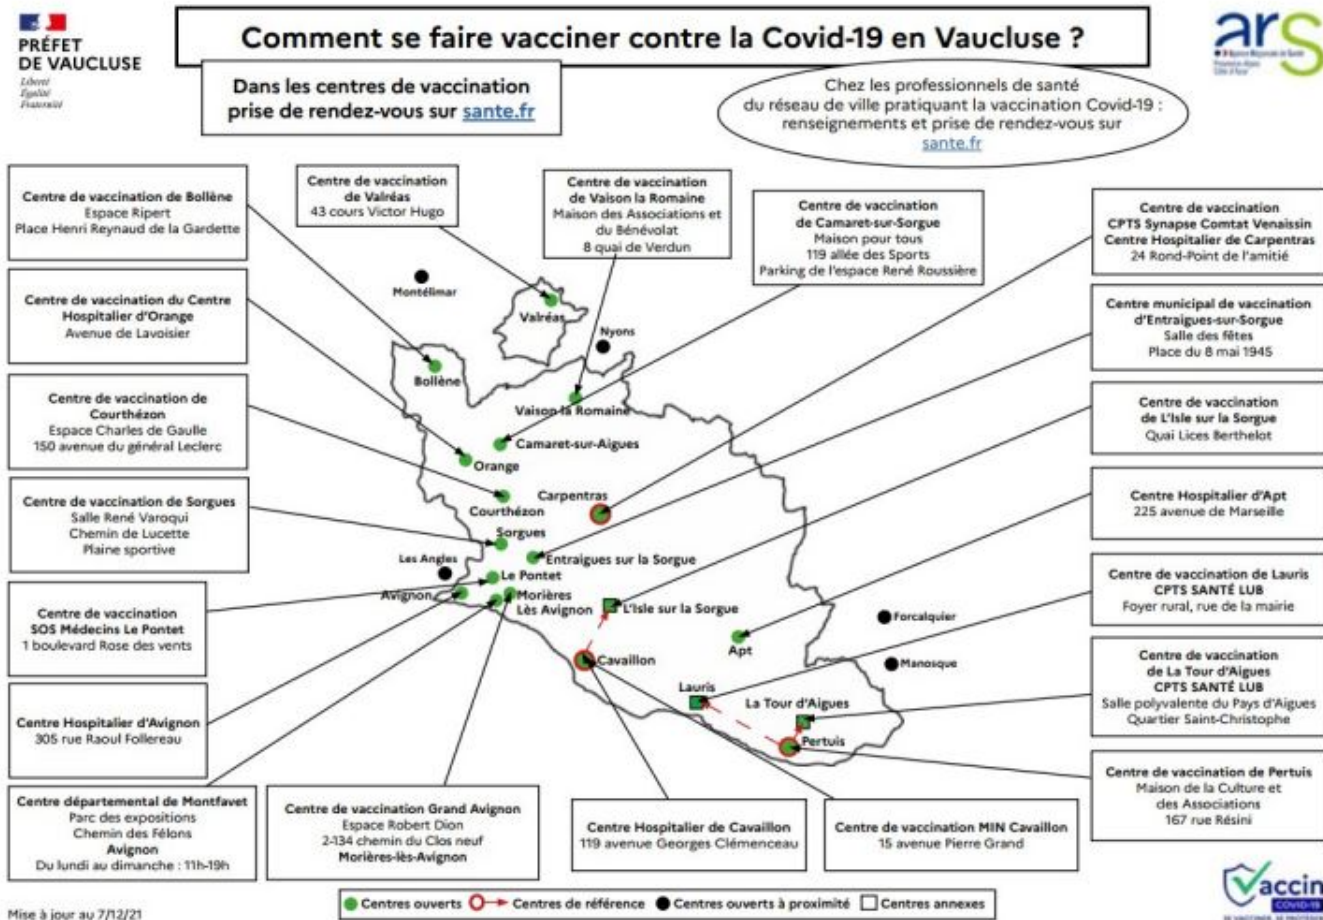 PRÉFET
DE VAUCLUSE
Liberté
Égalité
Fraternité
Comment se faire vacciner contre la Covid-19 en Vaucluse ?
ars
Agence Régionale de Santé
Provence-Alpes
Côte d'Azur
Dans les centres de vaccination
prise de rendez-vous sur sante.fr
Chez les professionnels de santé
du réseau de ville pratiquant la vaccination Covid-19 :
renseignements et prise de rendez-vous sur
sante.fr
Centre de vaccination de Bollène
Espace Ripert
Place Henri Reynaud de la Gardette
Centre de vaccination
de Valréas
43 cours Victor Hugo
Centre de vaccination
de Vaison la Romaine
Maison des Associations et
du Bénévolat
8 quai de Verdun
Centre de vaccination
de Camaret-sur-Sorgue
Maison pour tous
119 allée des Sports
Parking de l'espace René Roussière
Centre de vaccination
CPTS Synapse Comtat Venaissin
Centre Hospitalier de Carpentras
24 Rond-Point de l'amitié
Centre de vaccination du Centre
Hospitalier d'Orange
Avenue de Lavoisier
Centre municipal de vaccination
d'Entraigues-sur-Sorgue
Salle des fêtes
Place du 8 mai 1945
Centre de vaccination de
Courthézon
Espace Charles de Gaulle
150 avenue du général Leclerc
Centre de vaccination
de L'Isle sur la Sorgue
Quai Lices Berthelot
Centre de vaccination de Sorgues
Salle René Varoqui
Chemin de Lucette
Plaine sportive
Centre Hospitalier d'Apt
225 avenue de Marseille
Centre de vaccination
SOS Médecins Le Pontet
1 boulevard Rose des vents
Centre de vaccination de Lauris
CPTS SANTÉ LUB
Foyer rural, rue de la mairie
Centre de vaccination
de La Tour d'Aigues
CPTS SANTÉ LUB
Salle polyvalente du Pays d'Aigues
Quartier Saint-Christophe
Centre Hospitalier d'Avignon
305 rue Raoul Follereau
Centre de vaccination de Pertuis
Maison de la Culture et
des Associations
167 rue Résini
Centre départemental de Montfavet
Parc des expositions
Chemin des Félons
Avignon
Du lundi au dimanche : 11h-19h
Centre de vaccination Grand Avignon
Espace Robert Dion
2-134 chemin du Clos neuf
Morières-lès-Avignon
Centre Hospitalier de Cavaillon
119 avenue Georges Clémenceau
Centre de vaccination MIN Cavaillon
15 avenue Pierre Grand
Montélimar
Valréas
Nyons
Bollène
Vaison la Romaine
Camaret-sur-Aigues
Orange
Carpentras
Courthézon
Sorgues
Les Angles
Entraigues sur la Sorgue
Le Pontet
Avignon
Morières
Lès Avignon
L'Isle sur la Sorgue
Forcalquier
Apt
Cavaillon
Manosque
Lauris
La Tour d'Aigues
Pertuis
Centres ouverts
Centres de référence
Centres ouverts à proximité
Centres annexes
Mise à jour au 7/12/21
Vaccin
COVID-19